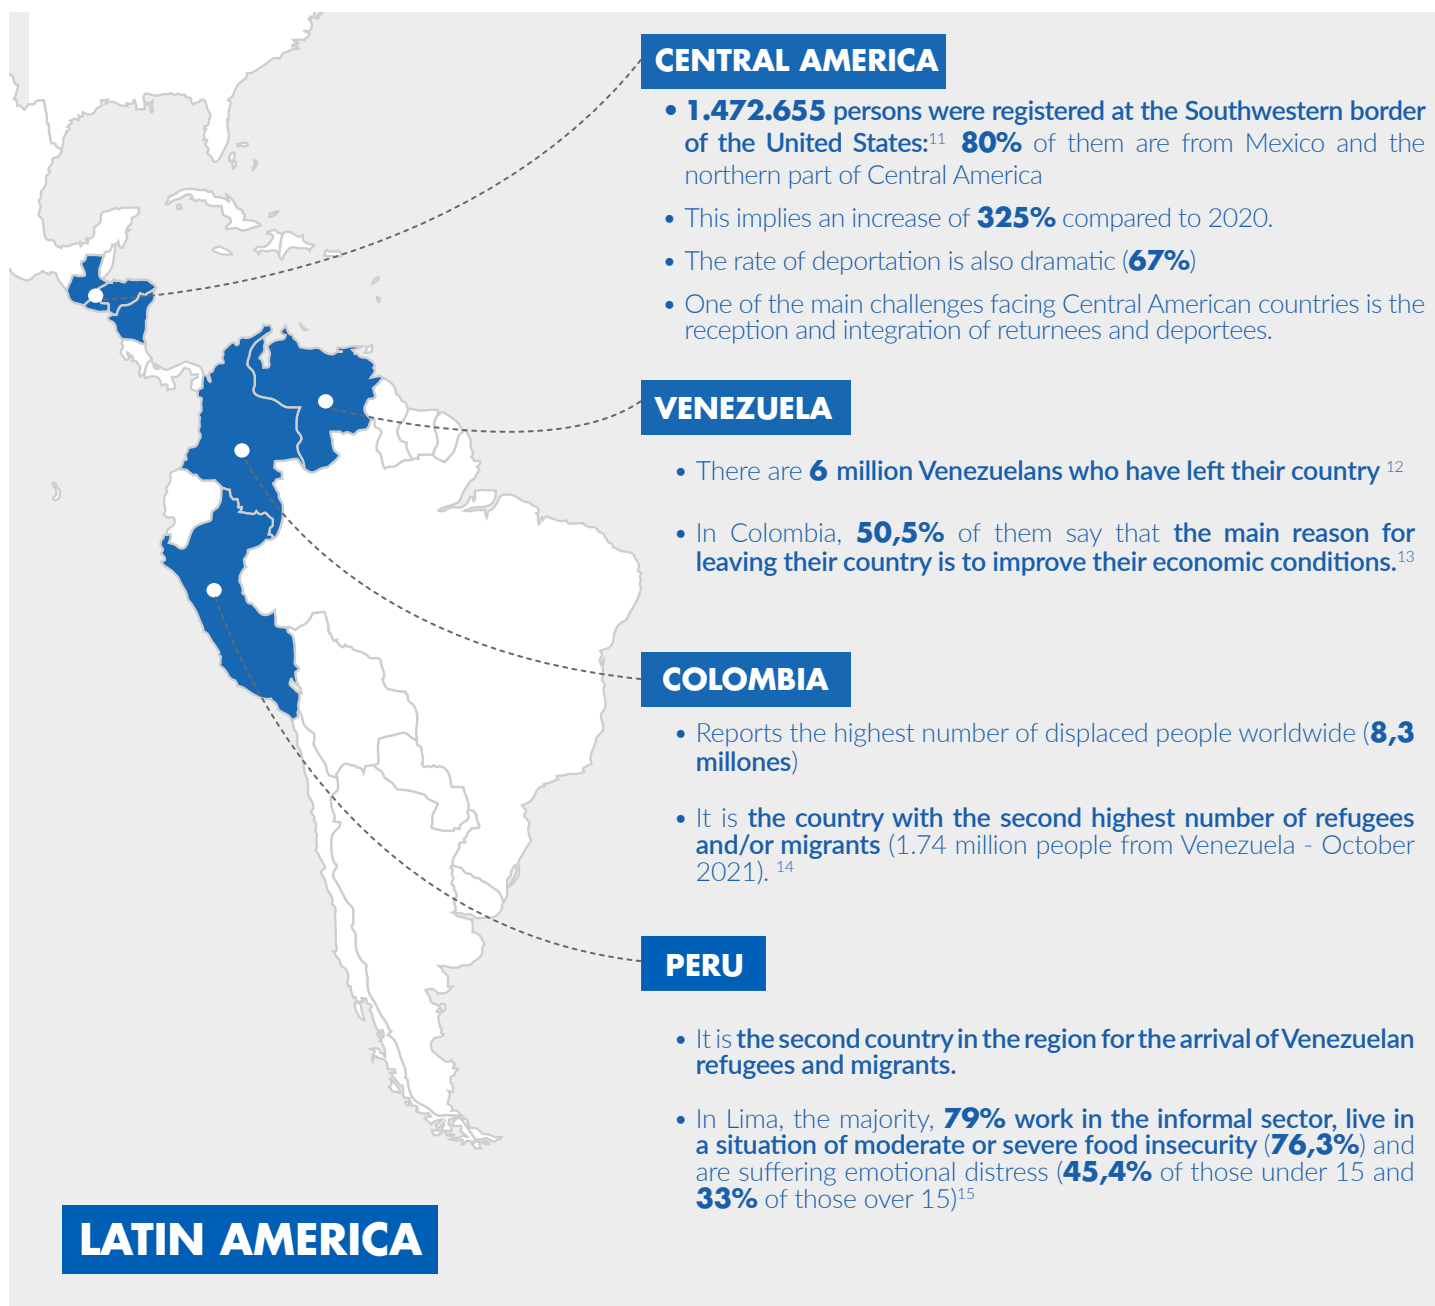 CENTRAL AMERICA
• 1.472.655 persons were registered at the Southwestern border
of the United States:11 80% of them are from Mexico and the
northern part of Central America
• This implies an increase of 325% compared to 2020.
• The rate of deportation is also dramatic (67%)
• One of the main challenges facing Central American countries is the
reception and integration of returnees and deportees.
VENEZUELA
• There are 6 million Venezuelans who have left their country 12
• In Colombia, 50,5% of them say that the main reason for
leaving their country is to improve their economic conditions.13
COLOMBIA
• Reports the highest number of displaced people worldwide (8,3
millones)
• It is the country with the second highest number of refugees
and/or migrants (1.74 million people from Venezuela - October
2021). 14
PERU
• It is the second country in the region for the arrival of Venezuelan
refugees and migrants.
• In Lima, the majority, 79% work in the informal sector, live in
a situation of moderate or severe food insecurity (76,3%) and
are suffering emotional distress (45,4% of those under 15 and
33% of those over 15)15
LATIN AMERICA